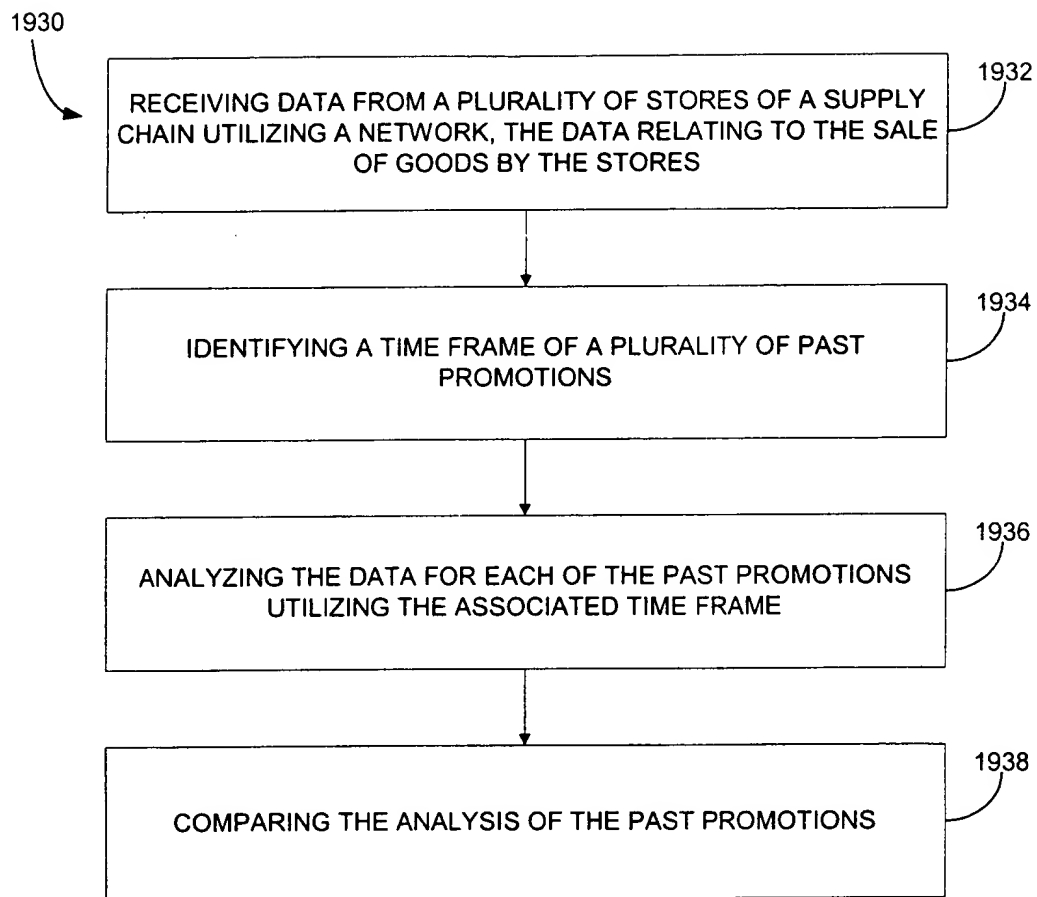 1930
1932
RECEIVING DATA FROM A PLURALITY OF STORES OF A SUPPLY
CHAIN UTILIZING A NETWORK, THE DATA RELATING TO THE SALE
OF GOODS BY THE STORES
1934
IDENTIFYING A TIME FRAME OF A PLURALITY OF PAST
PROMOTIONS
1936
ANALYZING THE DATA FOR EACH OF THE PAST PROMOTIONS
UTILIZING THE ASSOCIATED TIME FRAME
1938
COMPARING THE ANALYSIS OF THE PAST PROMOTIONS